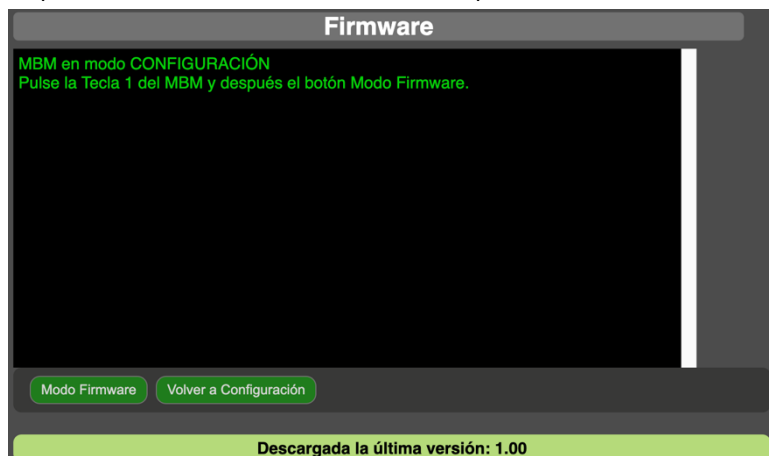 Firmware
MBM en modo CONFIGURACIÓN
Pulse la Tecla 1 del MBM y después el botón Modo Firmware.
Modo Firmware
Volver a Configuración
Descargada la última versión: 1.00